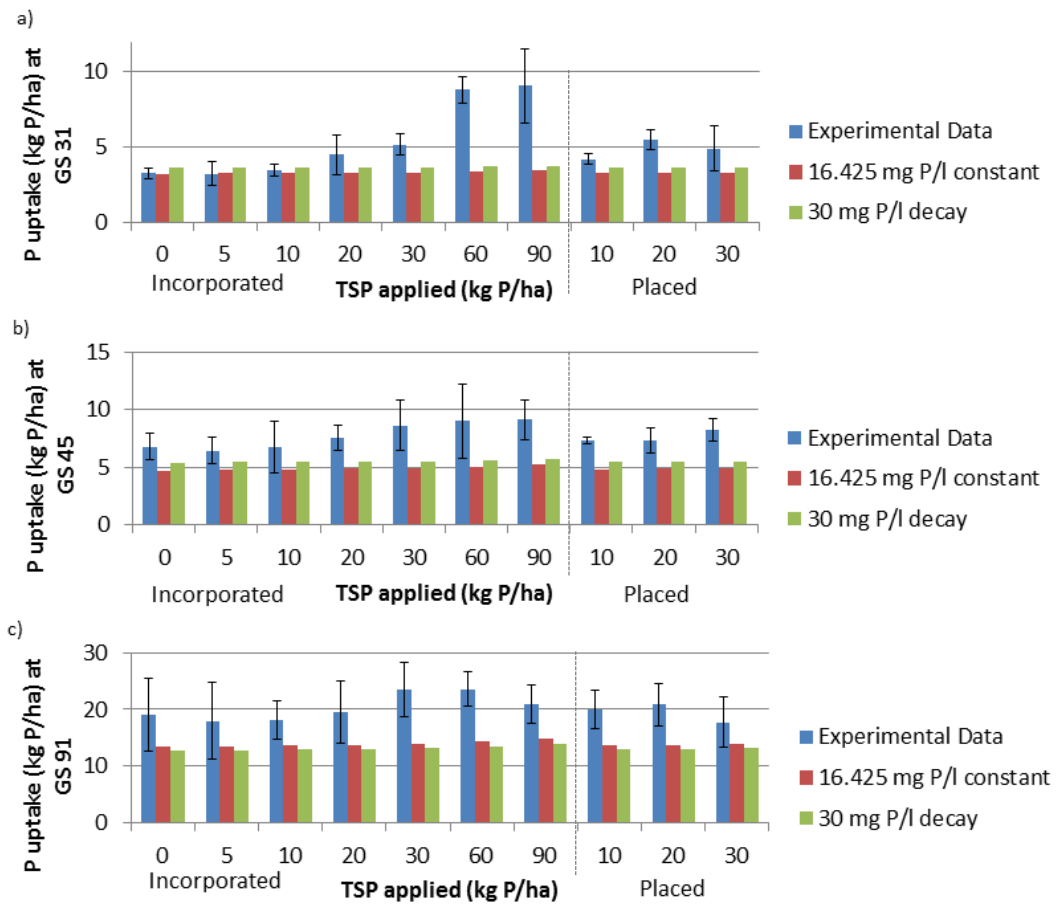 a)
P uptake (kg P/ha) at
GS 31
10
5
0
0 5 10 20 30 60 90 10 20 30
Incorporated TSP applied (kg P/ha) Placed
Experimental Data
16.425 mg P/l constant
30 mg P/l decay
b)
P uptake (kg P/ha) at
GS 45
15
10
5
0
0 5 10 20 30 60 90 10 20 30
Incorporated TSP applied (kg P/ha) Placed
Experimental Data
16.425 mg P/l constant
30 mg P/l decay
c)
P uptake (kg P/ha) at
GS 91
30
20
10
0
0 5 10 20 30 60 90 10 20 30
Incorporated TSP applied (kg P/ha) Placed
Experimental Data
16.425 mg P/l constant
30 mg P/l decay